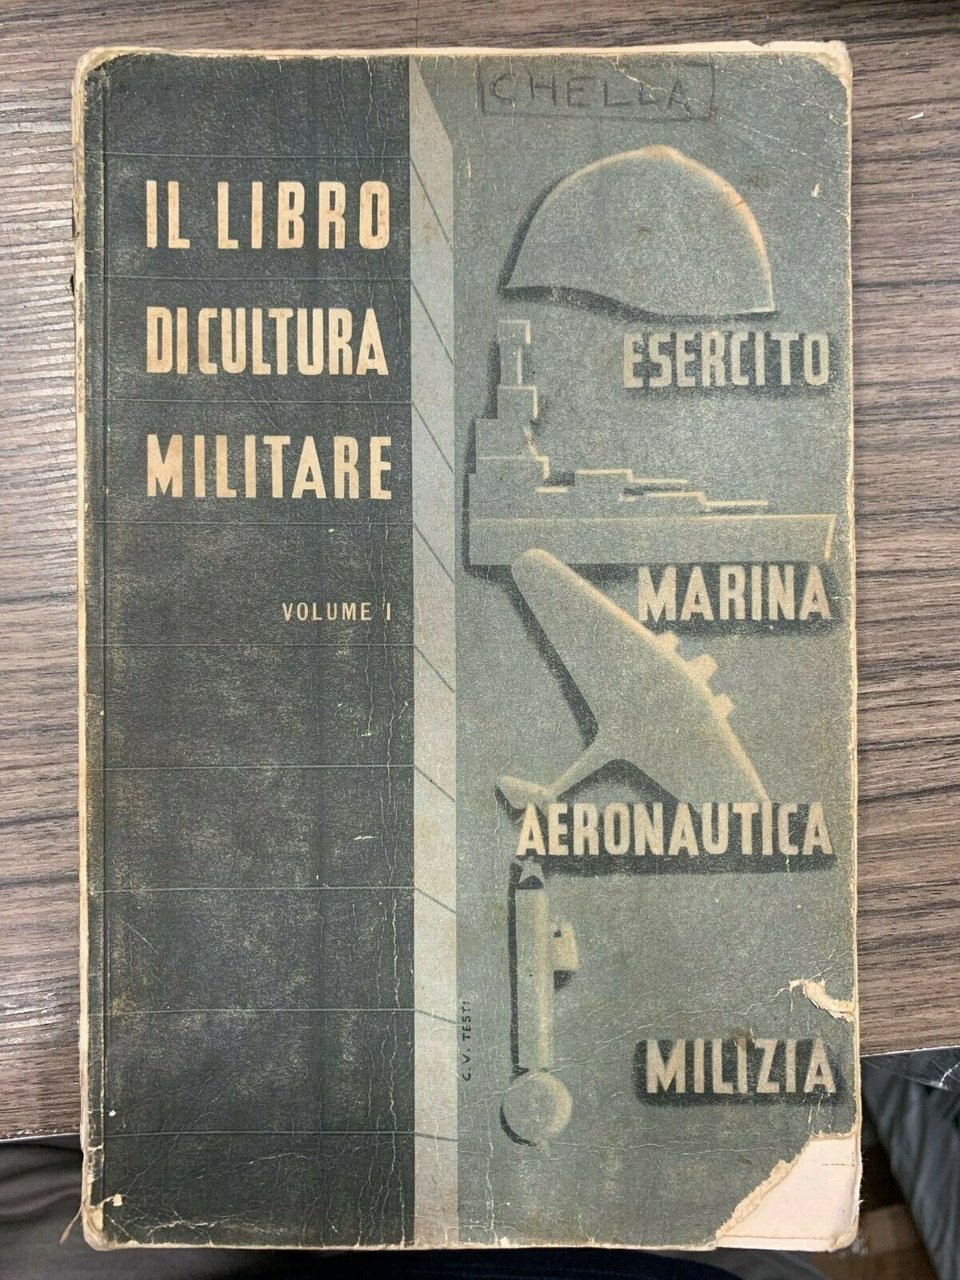 CHELLA
IL LIBRO
DI CULTURA
MILITARE
VOLUME I
ESERCITO
MARINA
AERONAUTICA
MILIZIA
C. V. TESTI